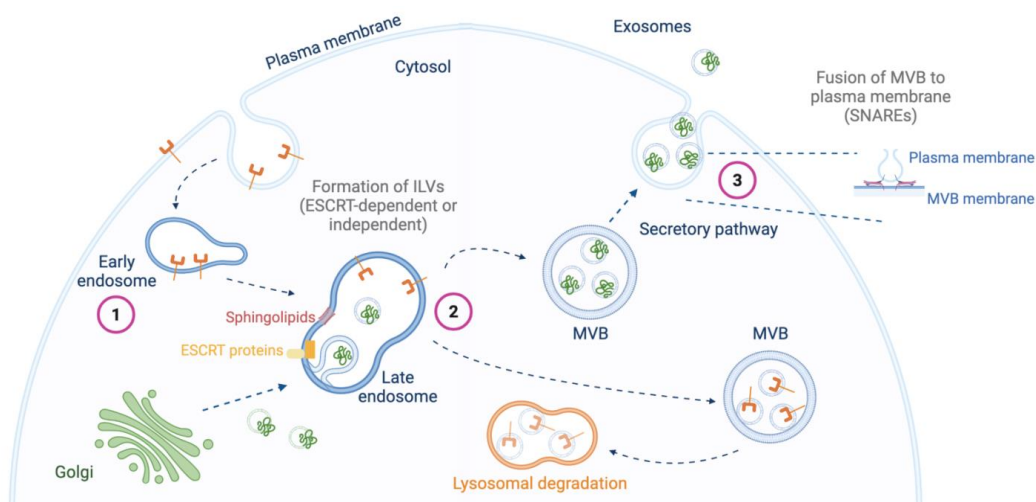 Exosomes
Plasma membrane
Cytosol
Fusion of MVB to
plasma membrane
(SNAREs)
Plasma membrane
MVB membrane
3
Formation of ILVs
(ESCRT-dependent or
independent)
Secretory pathway
Early
endosome
1
2
Sphingolipids
ESCRT proteins
MVB
MVB
Late
endosome
Golgi
Lysosomal degradation